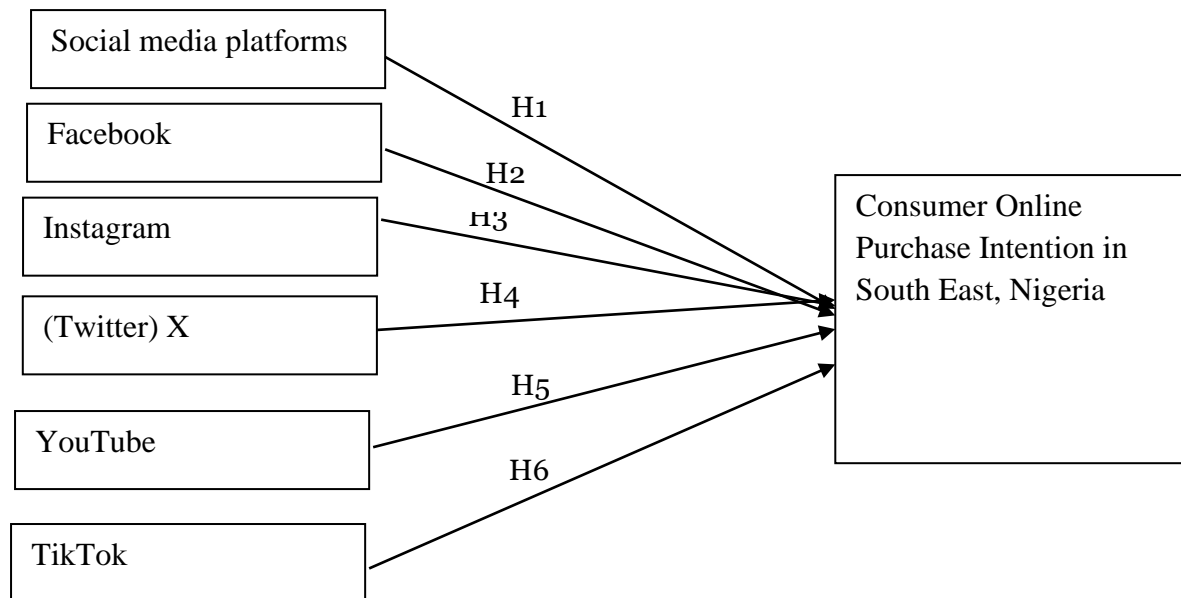 Social media platforms
H1
Facebook
H2
Instagram
H3
(Twitter) X
H4
YouTube
H5
TikTok
H6
Consumer Online
Purchase Intention in
South East, Nigeria